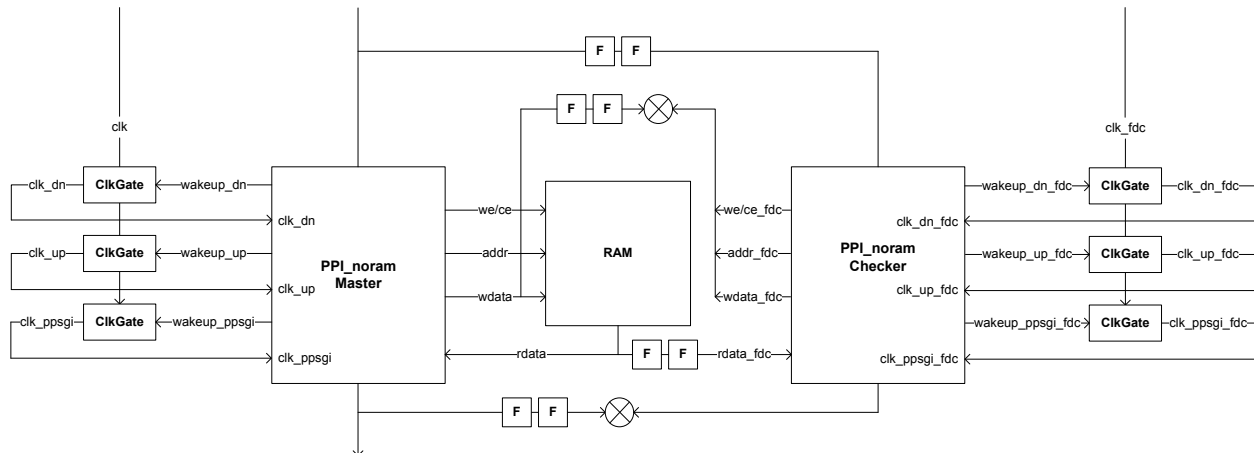 F F
F F
clk
clk_fdc
clk_dn
ClkGate
wakeup_dn
clk_dn
we/ce
we/ce_fdc
wakeup_dn_fdc
ClkGate
clk_dn_fdc
clk_dn_fdc
clk_up
ClkGate
wakeup_up
PPI_noram
Master
addr
RAM
addr_fdc
PPI_noram
Checker
wakeup_up_fdc
ClkGate
clk_up_fdc
clk_up
wdata
wdata_fdc
clk_up_fdc
clk_ppsgi
ClkGate
wakeup_ppsgi
wakeup_ppsgi_fdc
ClkGate
clk_ppsgi_fdc
clk_ppsgi
rdata
F F
rdata_fdc
clk_ppsgi_fdc
F F